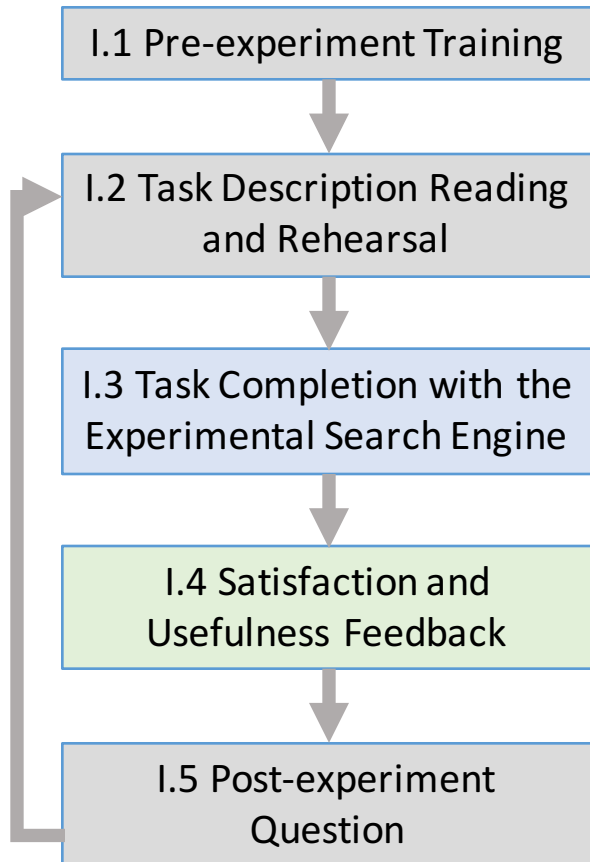 I.1 Pre-experiment Training
I.2 Task Description Reading
and Rehearsal
I.3 Task Completion with the
Experimental Search Engine
I.4 Satisfaction and
Usefulness Feedback
I.5 Post-experiment
Question